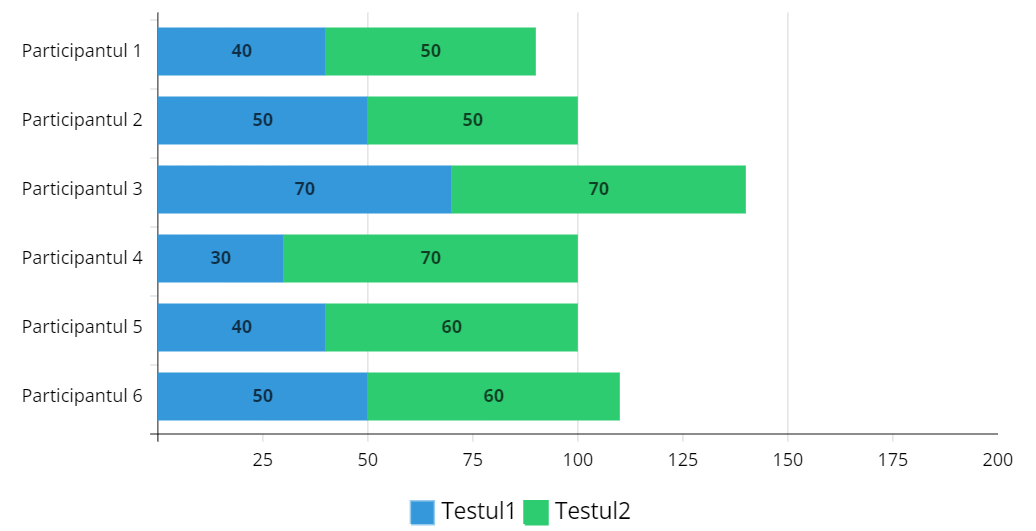 Participantul 1 40 50
Participantul 2 50 50
Participantul 3 70 70
Participantul 4 30 70
Participantul 5 40 60
Participantul 6 50 60
25 50 75 100 125 150 175 200
Testul1 Testul2